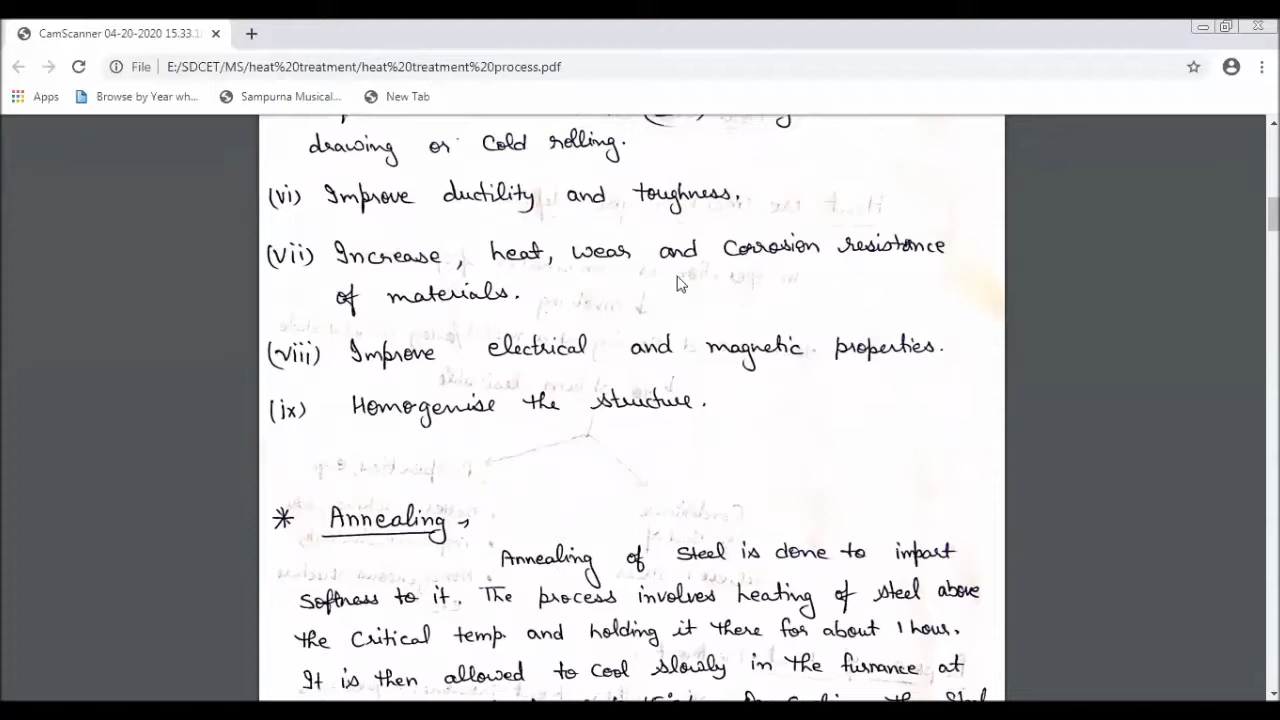 CamScanner 04-20-2020 15.33.1
File E:/SDCET/MS/heat%20treatment/heat%20treatment%20process.pdf
Apps Browse by Year wh... Sampurna Musical... New Tab
drawing or cold rolling.
(vi) Improve ductility and toughness.
(vii) Increase, heat, wear and Corrosion resistance
of materials.
(viii) Improve electrical and magnetic properties.
(ix) Homogenise the structure.
* Annealing
Annealing of Steel is done to impart
Softness to it. The process involves heating of steel above
the critical temp. and holding it there for about 1 hour.
It is then allowed to cool slowly in the furnance at
the Steel